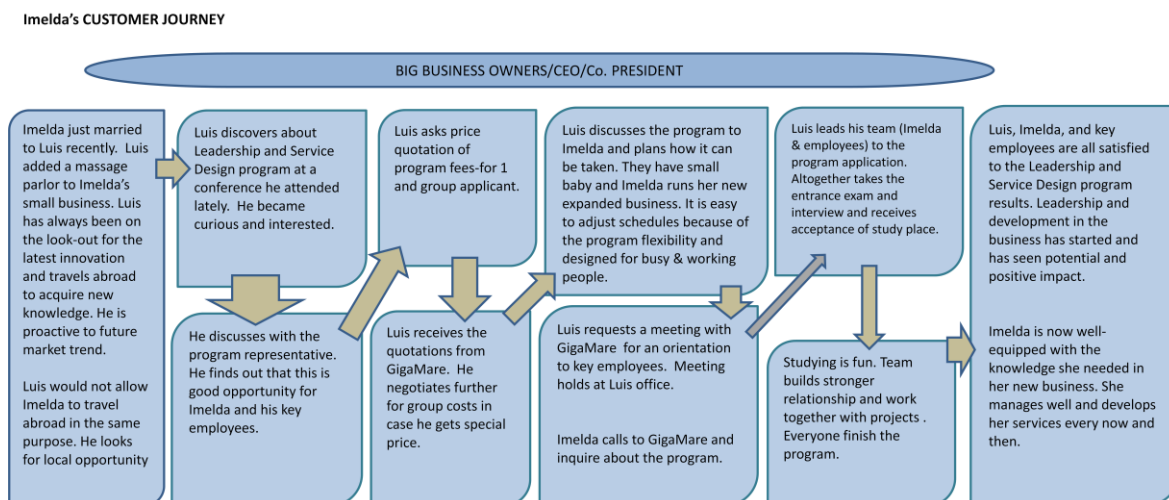 Imelda’s CUSTOMER JOURNEY
BIG BUSINESS OWNERS/CEO/Co. PRESIDENT
Imelda just married
to Luis recently. Luis
added a massage
parlor to Imelda’s
small business. Luis
has always been on
the look-out for the
latest innovation
and travels abroad
to acquire new
knowledge. He is
proactive to future
market trend.
Luis would not allow
Imelda to travel
abroad in the same
purpose. He looks
for local opportunity
Luis discovers about
Leadership and Service
Design program at a
conference he attended
lately. He became
curious and interested.
He discusses with the
program representative.
He finds out that this is
good opportunity for
Imelda and his key
employees.
Luis asks price
quotation of
program fees-for 1
and group applicant.
Luis receives the
quotations from
GigaMare. He
negotiates further
for group costs in
case he gets special
price.
Luis discusses the program to
Imelda and plans how it can
be taken. They have small
baby and Imelda runs her new
expanded business. It is easy
to adjust schedules because of
the program flexibility and
designed for busy & working
people.
Luis requests a meeting with
GigaMare for an orientation
to key employees. Meeting
holds at Luis office.
Imelda calls to GigaMare and
inquire about the program.
Luis leads his team (Imelda
& employees) to the
program application.
Altogether takes the
entrance exam and
interview and receives
acceptance of study place.
Studying is fun. Team
builds stronger
relationship and work
together with projects .
Everyone finish the
program.
Luis, Imelda, and key
employees are all satisfied
to the Leadership and
Service Design program
results. Leadership and
development in the
business has started and
has seen potential and
positive impact.
Imelda is now well-
equipped with the
knowledge she needed in
her new business. She
manages well and develops
her services every now and
then.